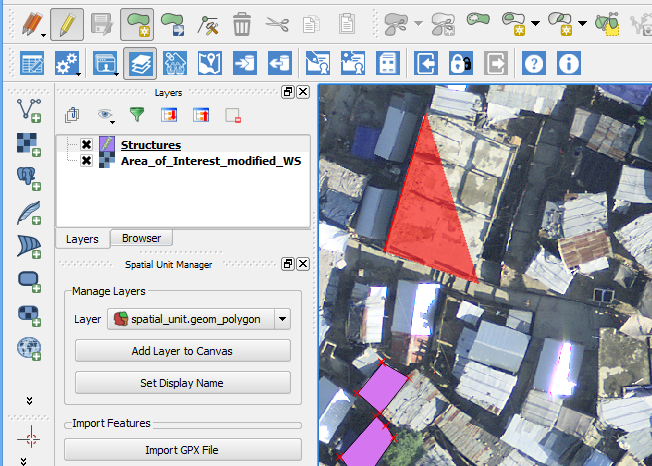 Layers
Structures
Area_of_Interest_modified_WS
Layers
Browser
Spatial Unit Manager
Manage Layers
Layer
spatial_unit.geom_polygon
Add Layer to Canvas
Set Display Name
Import Features
Import GPX File